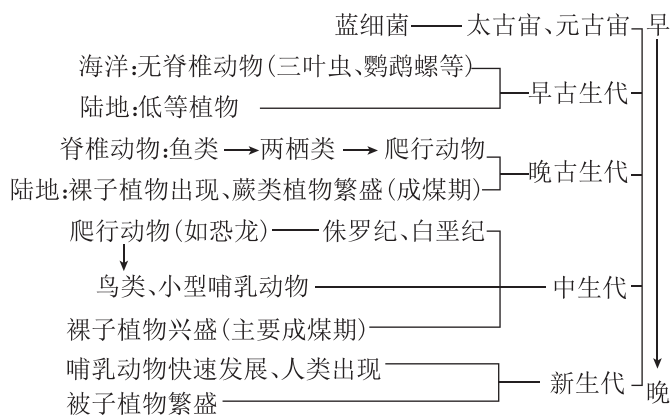 蓝细菌——太古宙、元古宙 早
海洋:无脊椎动物(三叶虫、鹦鹉螺等)
早古生代
陆地:低等植物
脊椎动物:鱼类→两栖类→爬行动物
晚古生代
陆地:裸子植物出现、蕨类植物繁盛(成煤期)
爬行动物(如恐龙)——侏罗纪、白垩纪
鸟类、小型哺乳动物——中生代
裸子植物兴盛(主要成煤期)
哺乳动物快速发展、人类出现
新生代 晚
被子植物繁盛